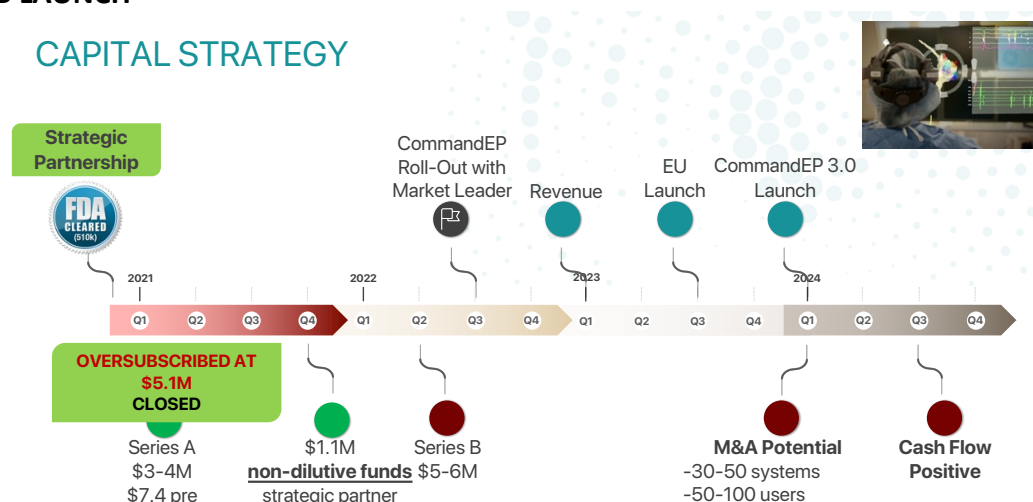 CAPITAL STRATEGY
Strategic
Partnership
FDA
CLEARED
(510k)
CommandEP
Roll-Out with
Market Leader
Revenue
EU
Launch
CommandEP 3.0
Launch
2021
2022
2023
2024
Q1
Q2
Q3
Q4
Q1
Q2
Q3
Q4
Q1
Q2
Q3
Q4
Q1
Q2
Q3
Q4
OVERSUBSCRIBED AT
$5.1M
CLOSED
Series A
$3-4M
$7.4 pre
$1.1M
non-dilutive funds
strategic partner
Series B
$5-6M
M&A Potential
-30-50 systems
-50-100 users
Cash Flow
Positive